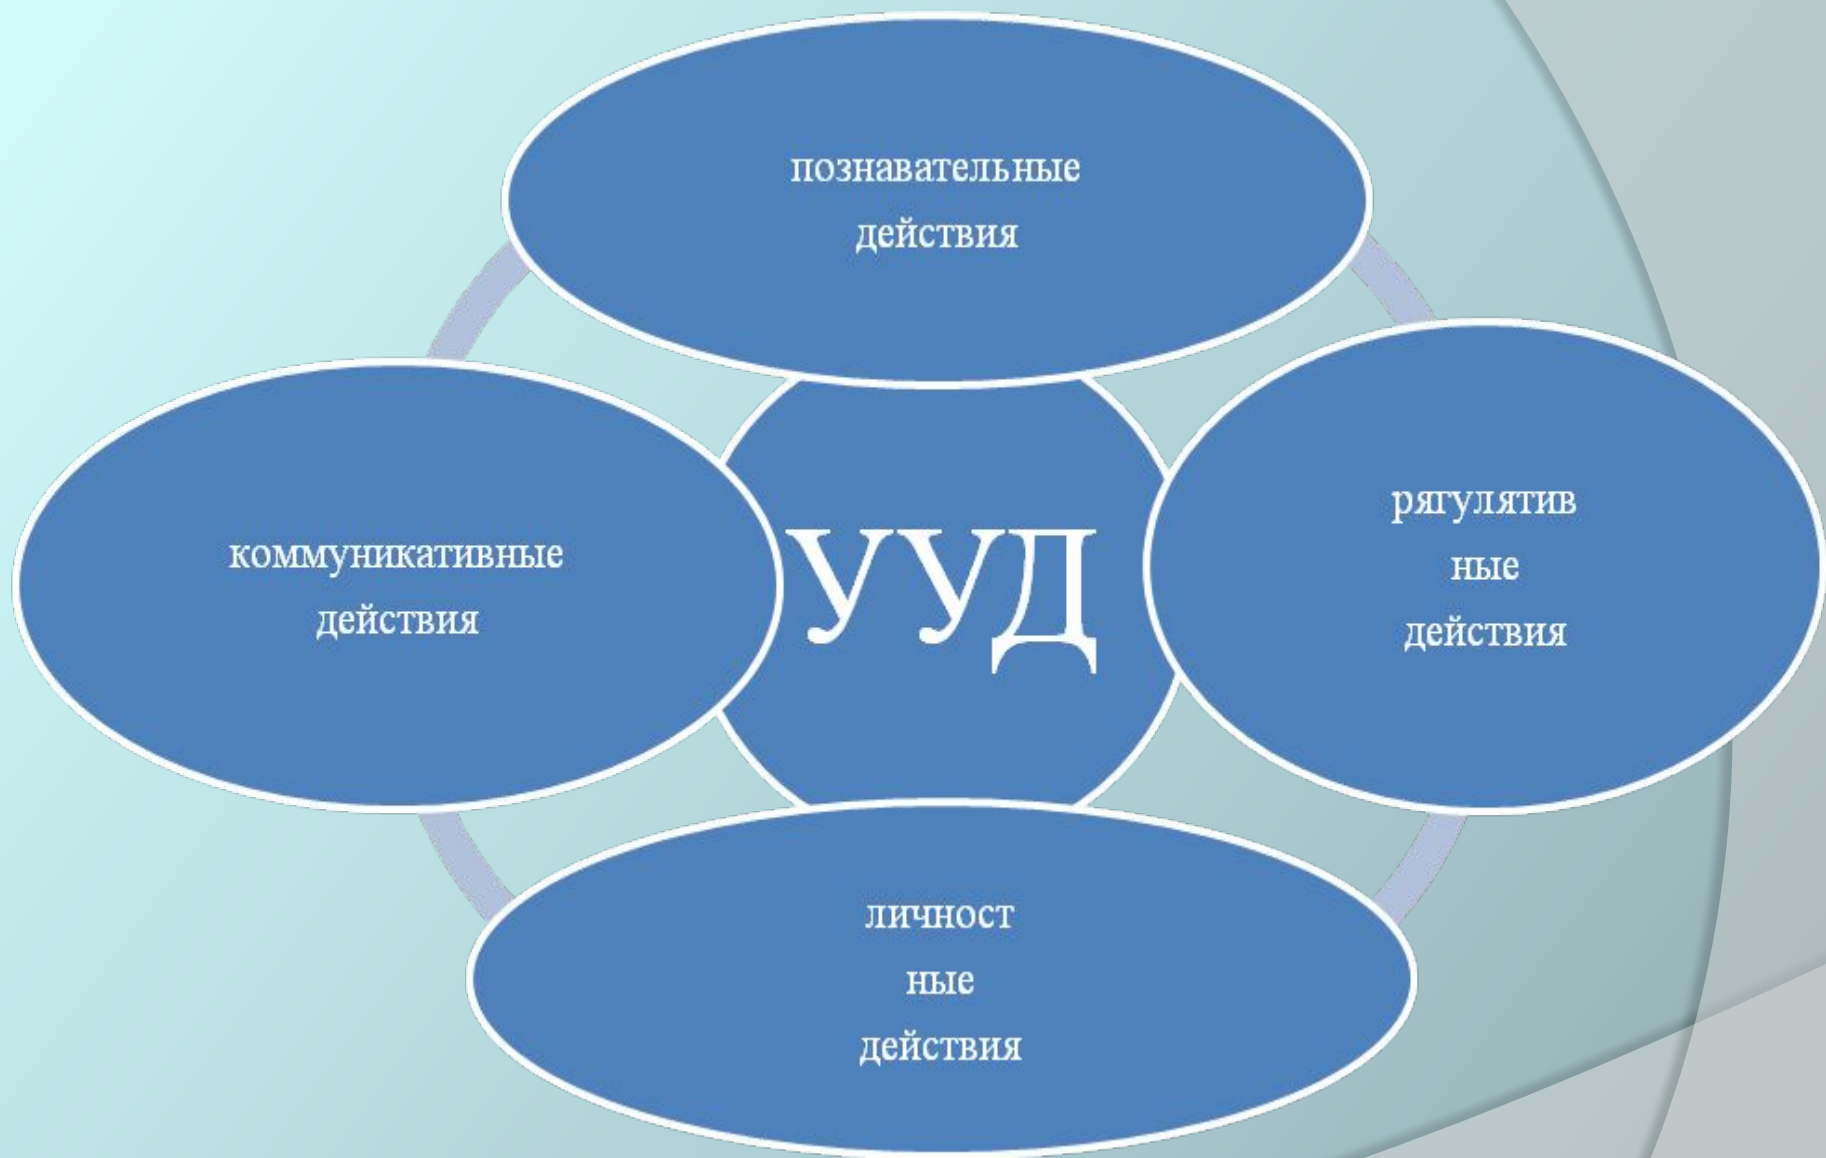 познавательные
действия
коммуникативные
действия
УУД
рягулятив
ные
действия
личност
ные
действия